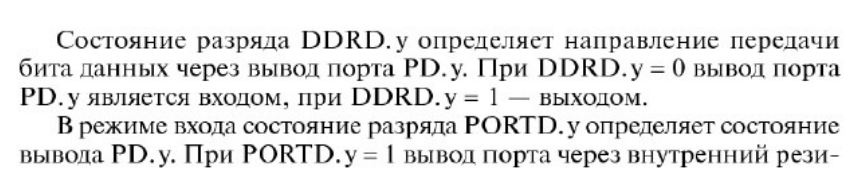 Состояние разряда DDRD.y определяет направление передачи
бита данных через вывод порта PD.y. При DDRD.y = 0 вывод порта
PD.y является входом, при DDRD.y = 1 — выходом.
В режиме входа состояние разряда PORTD.y определяет состояние
вывода PD.y. При PORTD.y = 1 вывод порта через внутренний рези-